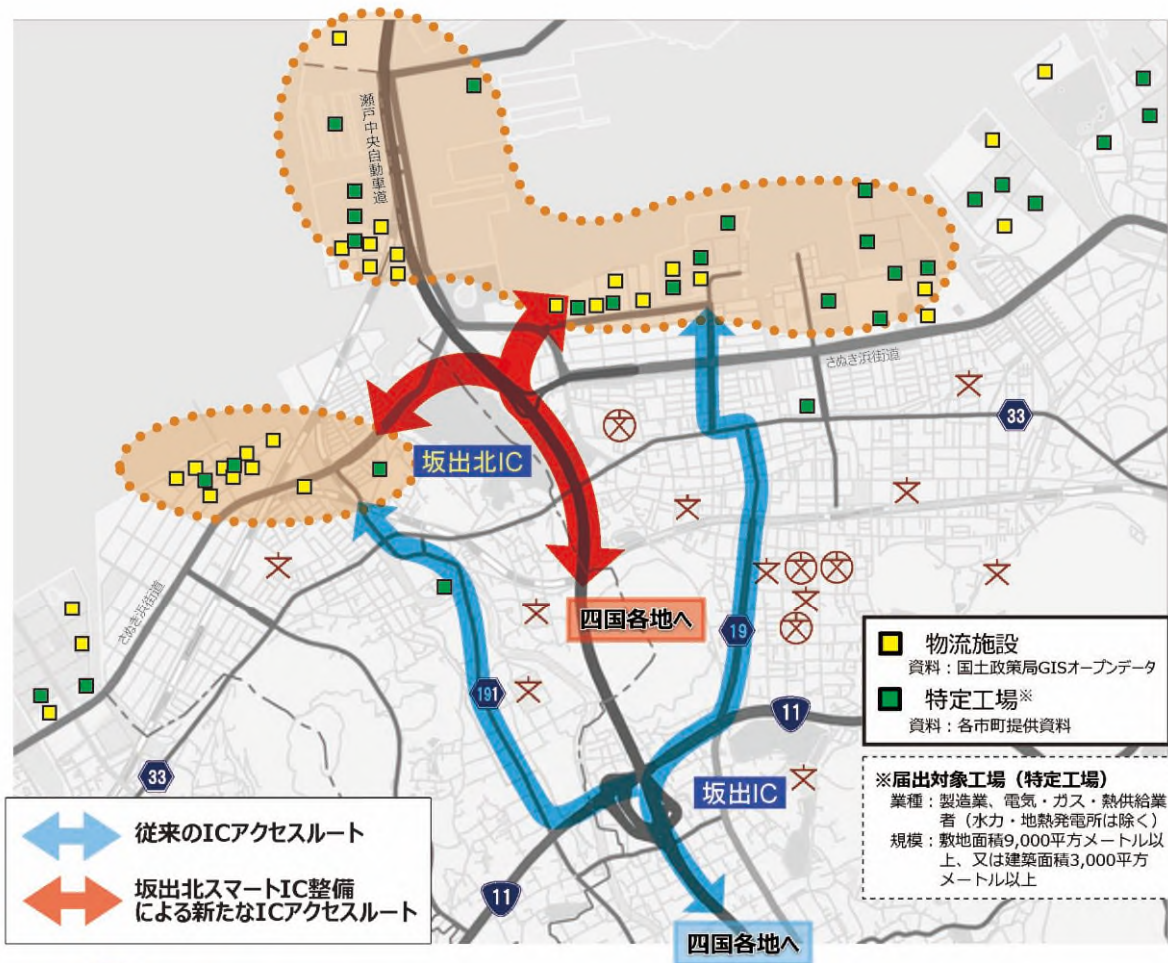 瀬戸中央自動車道
さぬき浜街道
33
坂出北IC
四国各地へ
19
さぬき浜街道
191
11
33
坂出IC
11
四国各地へ
物流施設
資料：国土政策局GISオープンデータ
特定工場※
資料：各市町提供資料
※届出対象工場（特定工場）
業種：製造業、電気・ガス・熱供給業
者（水力・地熱発電所は除く）
規模：敷地面積9,000平方メートル以
上、又は建築面積3,000平方
メートル以上
従来のICアクセスルート
坂出北スマートIC整備
による新たなICアクセスルート